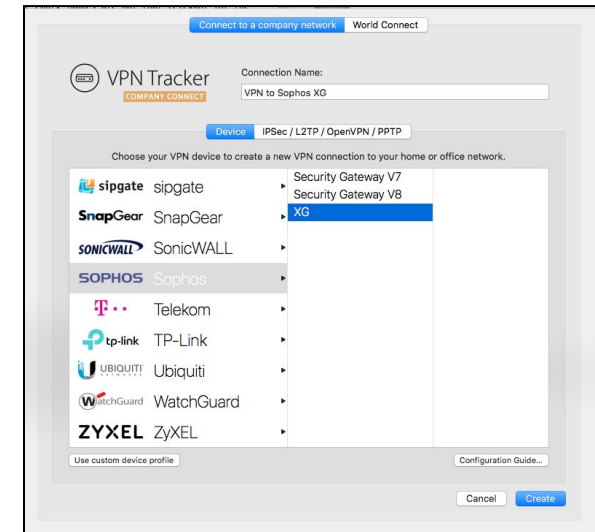 Connect to a company network World Connect
VPN Tracker
COMPANY CONNECT
Connection Name:
VPN to Sophos XG
Device IPSec / L2TP / OpenVPN / PPTP
Choose your VPN device to create a new VPN connection to your home or office network.
sipgate sipgate
SnapGear SnapGear
SONICWALL SonicWALL
SOPHOS Sophos
T Telekom
tp-link TP-Link
UBIQUITI Ubiquiti
WatchGuard WatchGuard
ZYXEL ZyXEL
Security Gateway V7
Security Gateway V8
XG
Use custom device profile
Configuration Guide...
Cancel Create